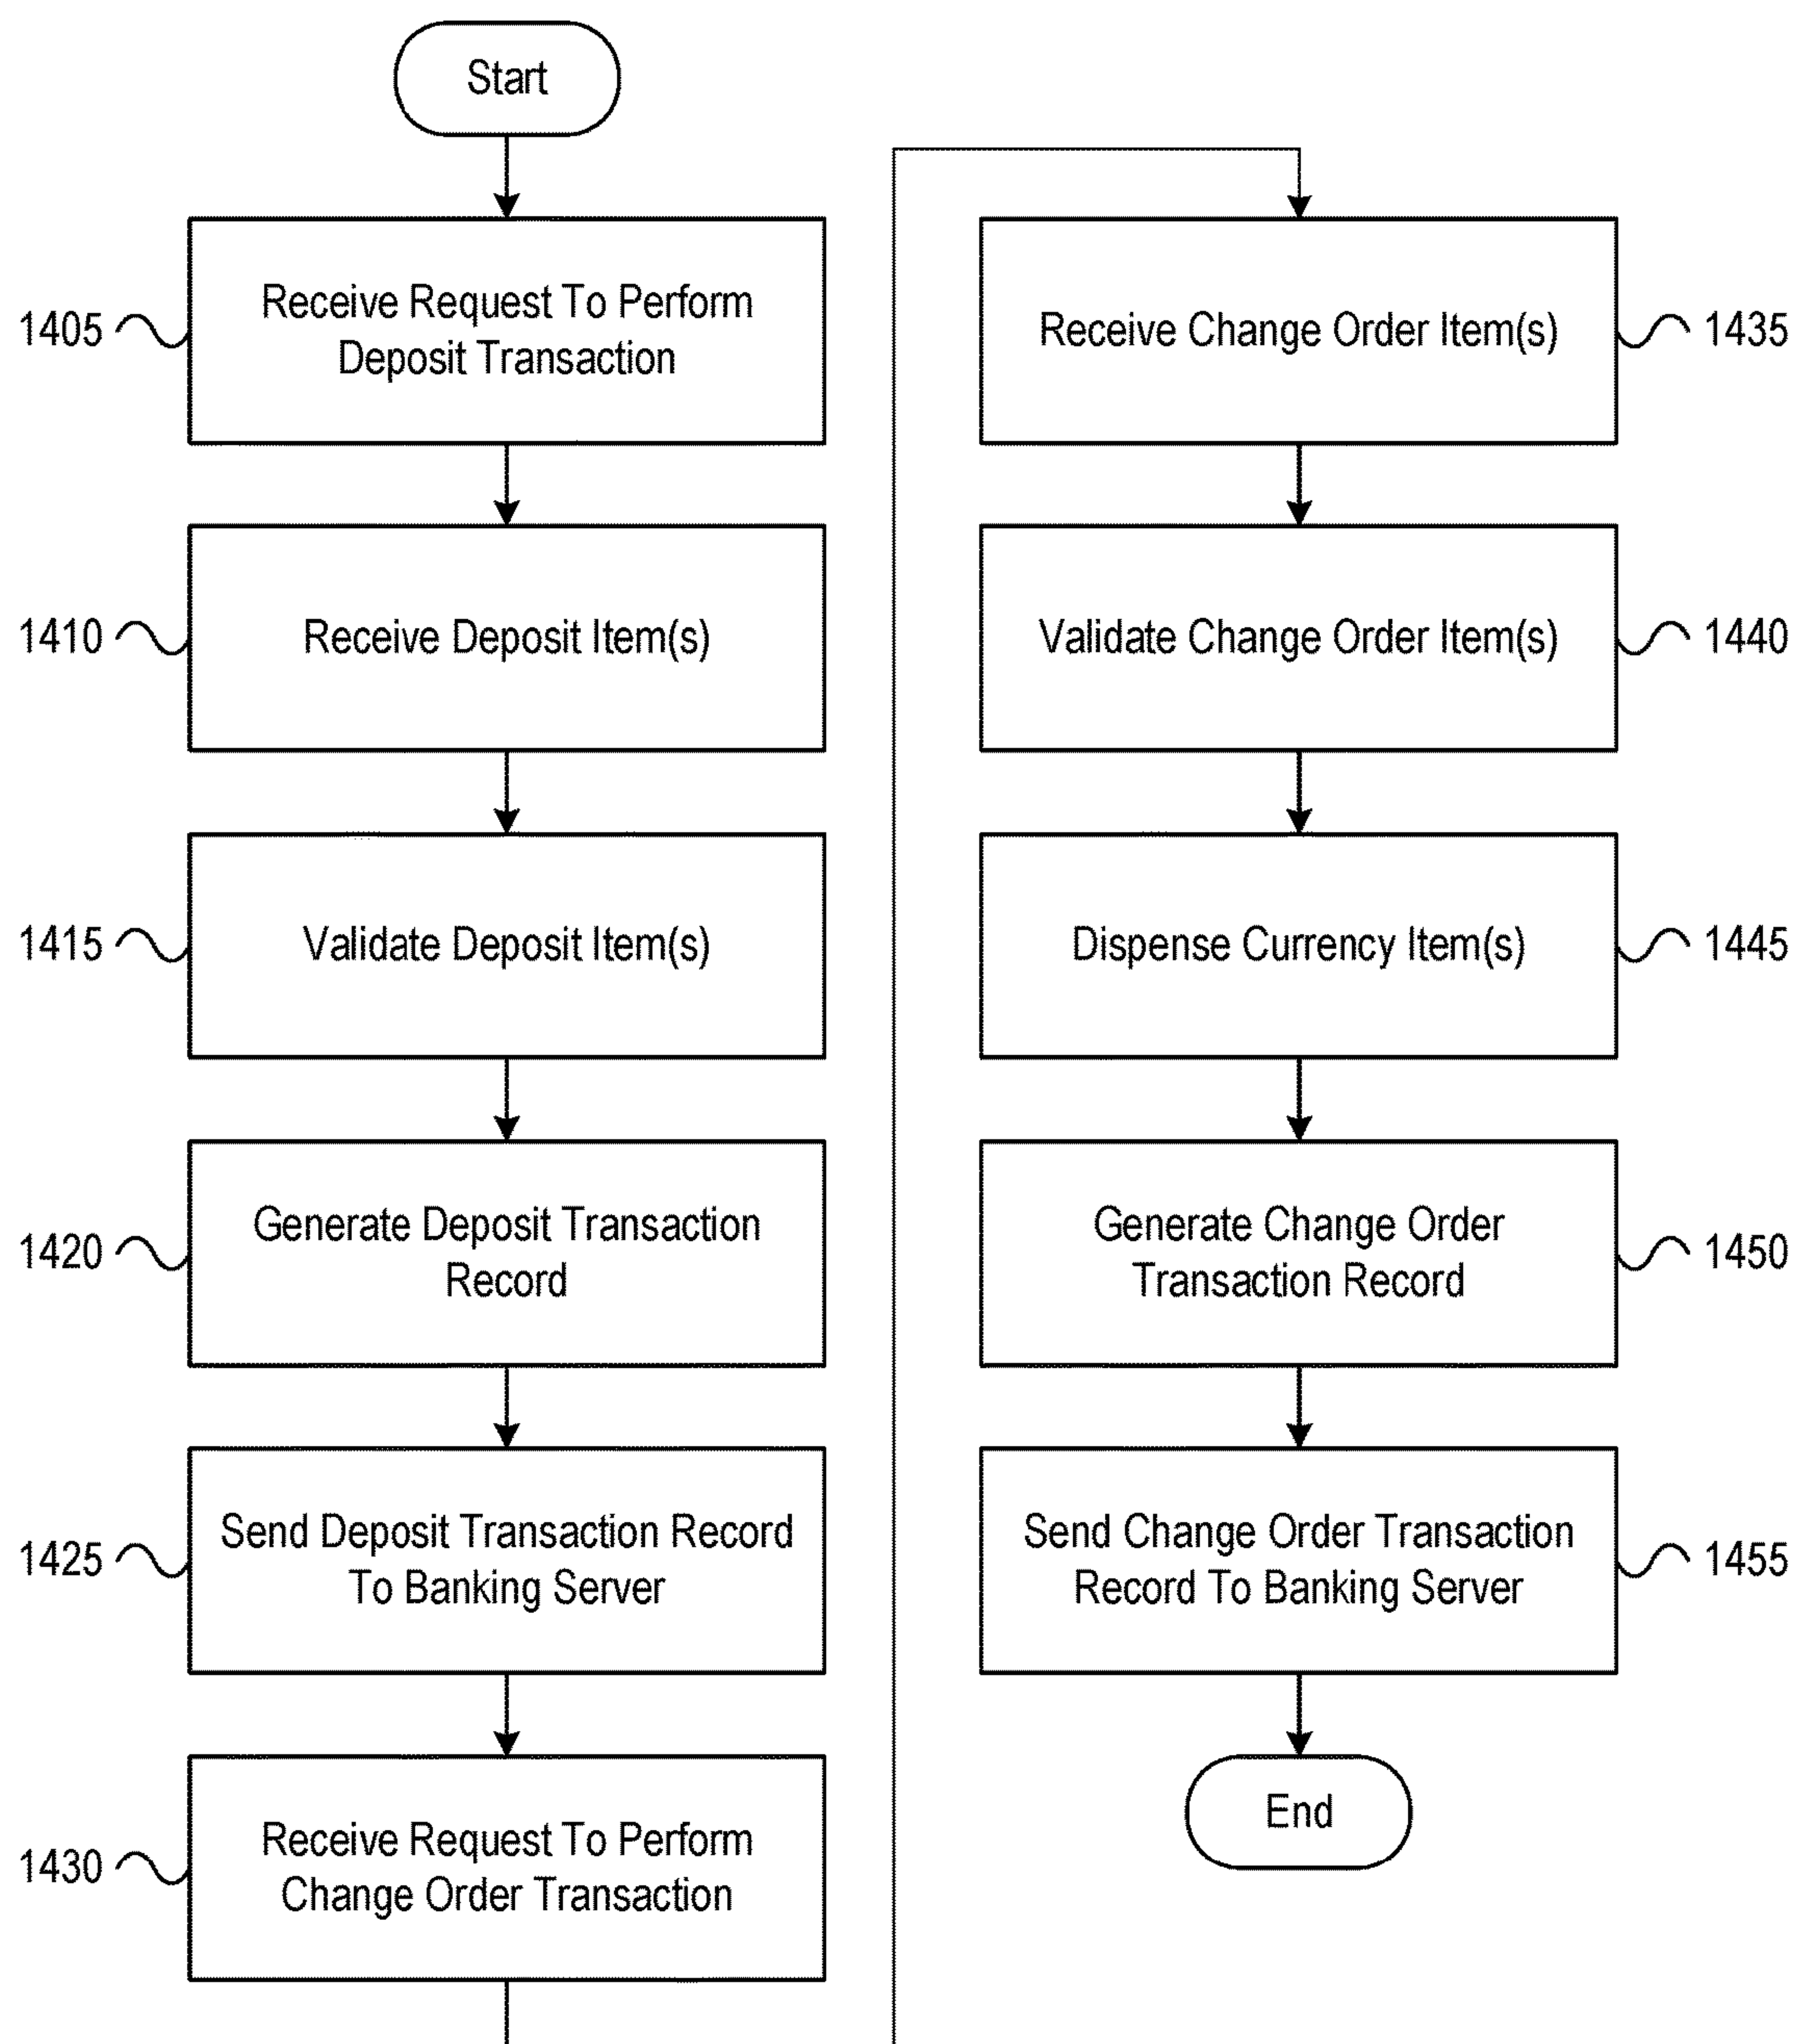 Start
1405
Receive Request To Perform
Deposit Transaction
1410
Receive Deposit Item(s)
1415
Validate Deposit Item(s)
1420
Generate Deposit Transaction
Record
1425
Send Deposit Transaction Record
To Banking Server
1430
Receive Request To Perform
Change Order Transaction
Receive Change Order Item(s)
1435
Validate Change Order Item(s)
1440
Dispense Currency Item(s)
1445
Generate Change Order
Transaction Record
1450
Send Change Order Transaction
Record To Banking Server
1455
End